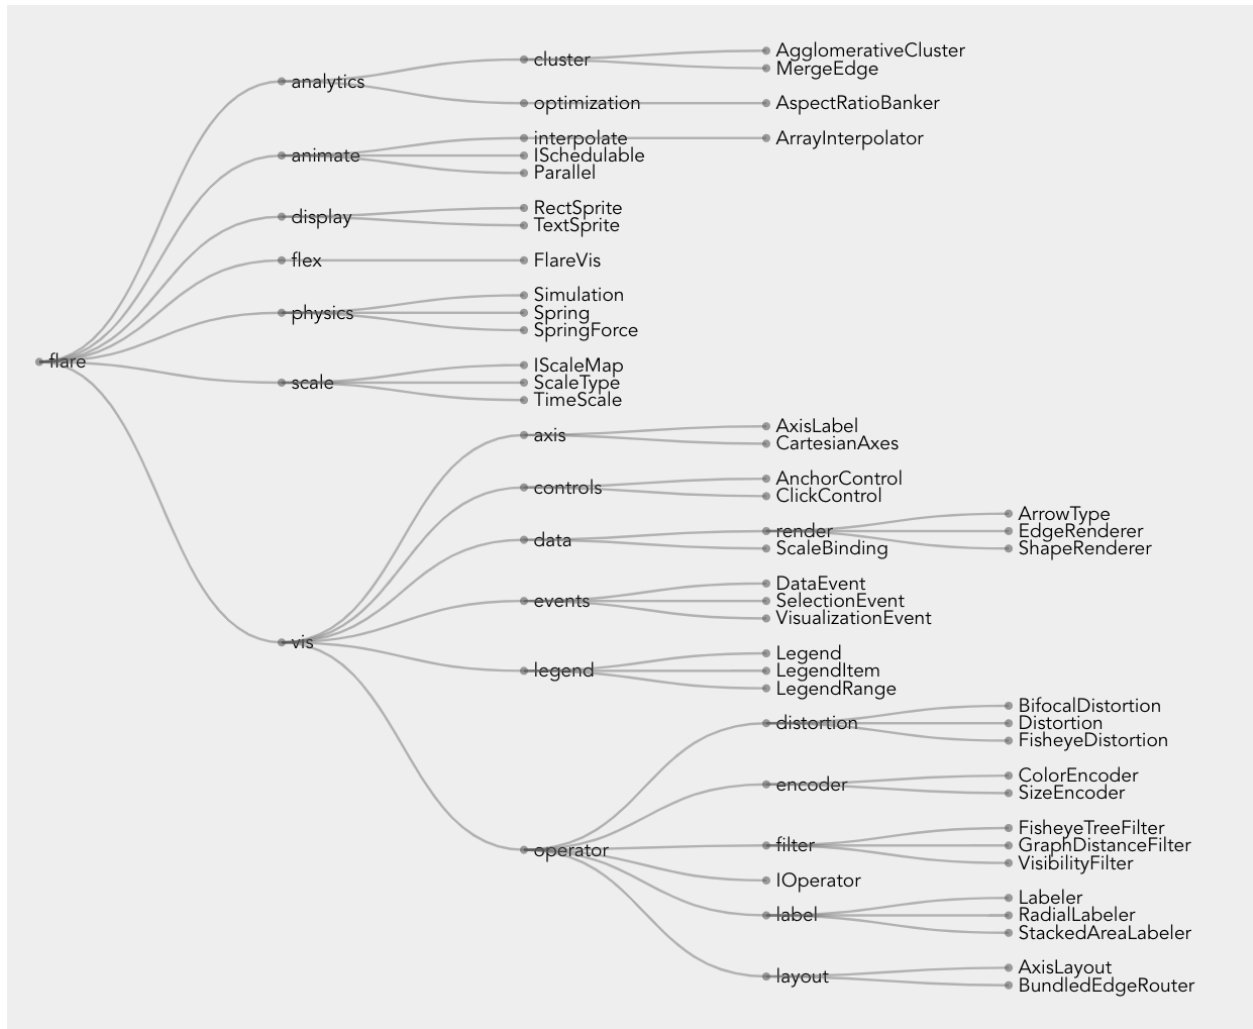 flare
analytics
cluster
AgglomerativeCluster
MergeEdge
optimization
AspectRatioBanker
animate
interpolate
ArrayInterpolator
ISchedulable
Parallel
display
RectSprite
TextSprite
flex
FlareVis
physics
Simulation
Spring
SpringForce
scale
IScaleMap
ScaleType
TimeScale
vis
axis
AxisLabel
CartesianAxes
controls
AnchorControl
ClickControl
data
render
ArrowType
EdgeRenderer
ShapeRenderer
ScaleBinding
events
DataEvent
SelectionEvent
VisualizationEvent
legend
Legend
LegendItem
LegendRange
operator
distortion
BifocalDistortion
Distortion
FisheyeDistortion
encoder
ColorEncoder
SizeEncoder
filter
FisheyeTreeFilter
GraphDistanceFilter
VisibilityFilter
IOperator
label
Labeler
RadialLabeler
StackedAreaLabeler
layout
AxisLayout
BundledEdgeRouter